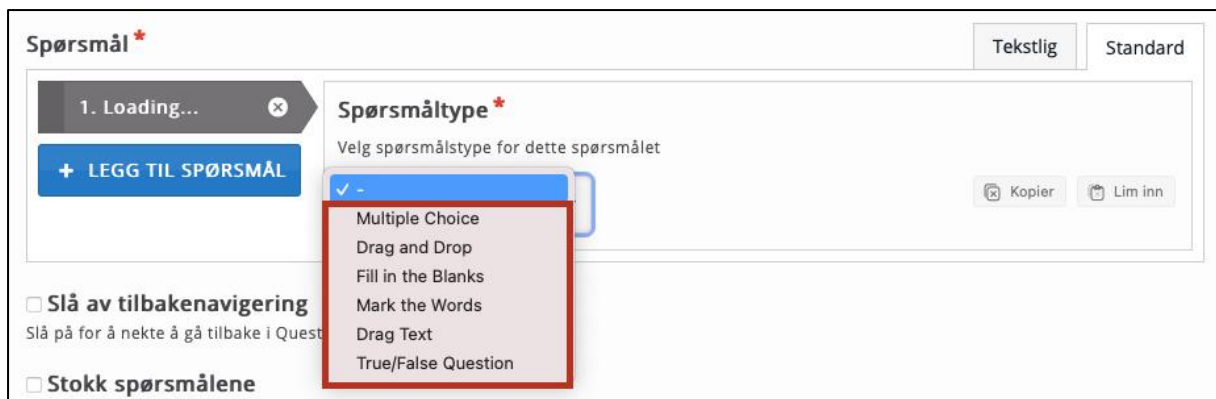 Spørsmål *
Tekstlig
Standard
1. Loading...
+ LEGG TIL SPØRSMÅL
Spørsmåltype *
Velg spørsmålstype for dette spørsmålet
✓ -
Multiple Choice
Drag and Drop
Fill in the Blanks
Mark the Words
Drag Text
True/False Question
Kopier
Lim inn
Slå av tilbakenavigering
Slå på for å nekte å gå tilbake i Quest
Stokk spørsmålene